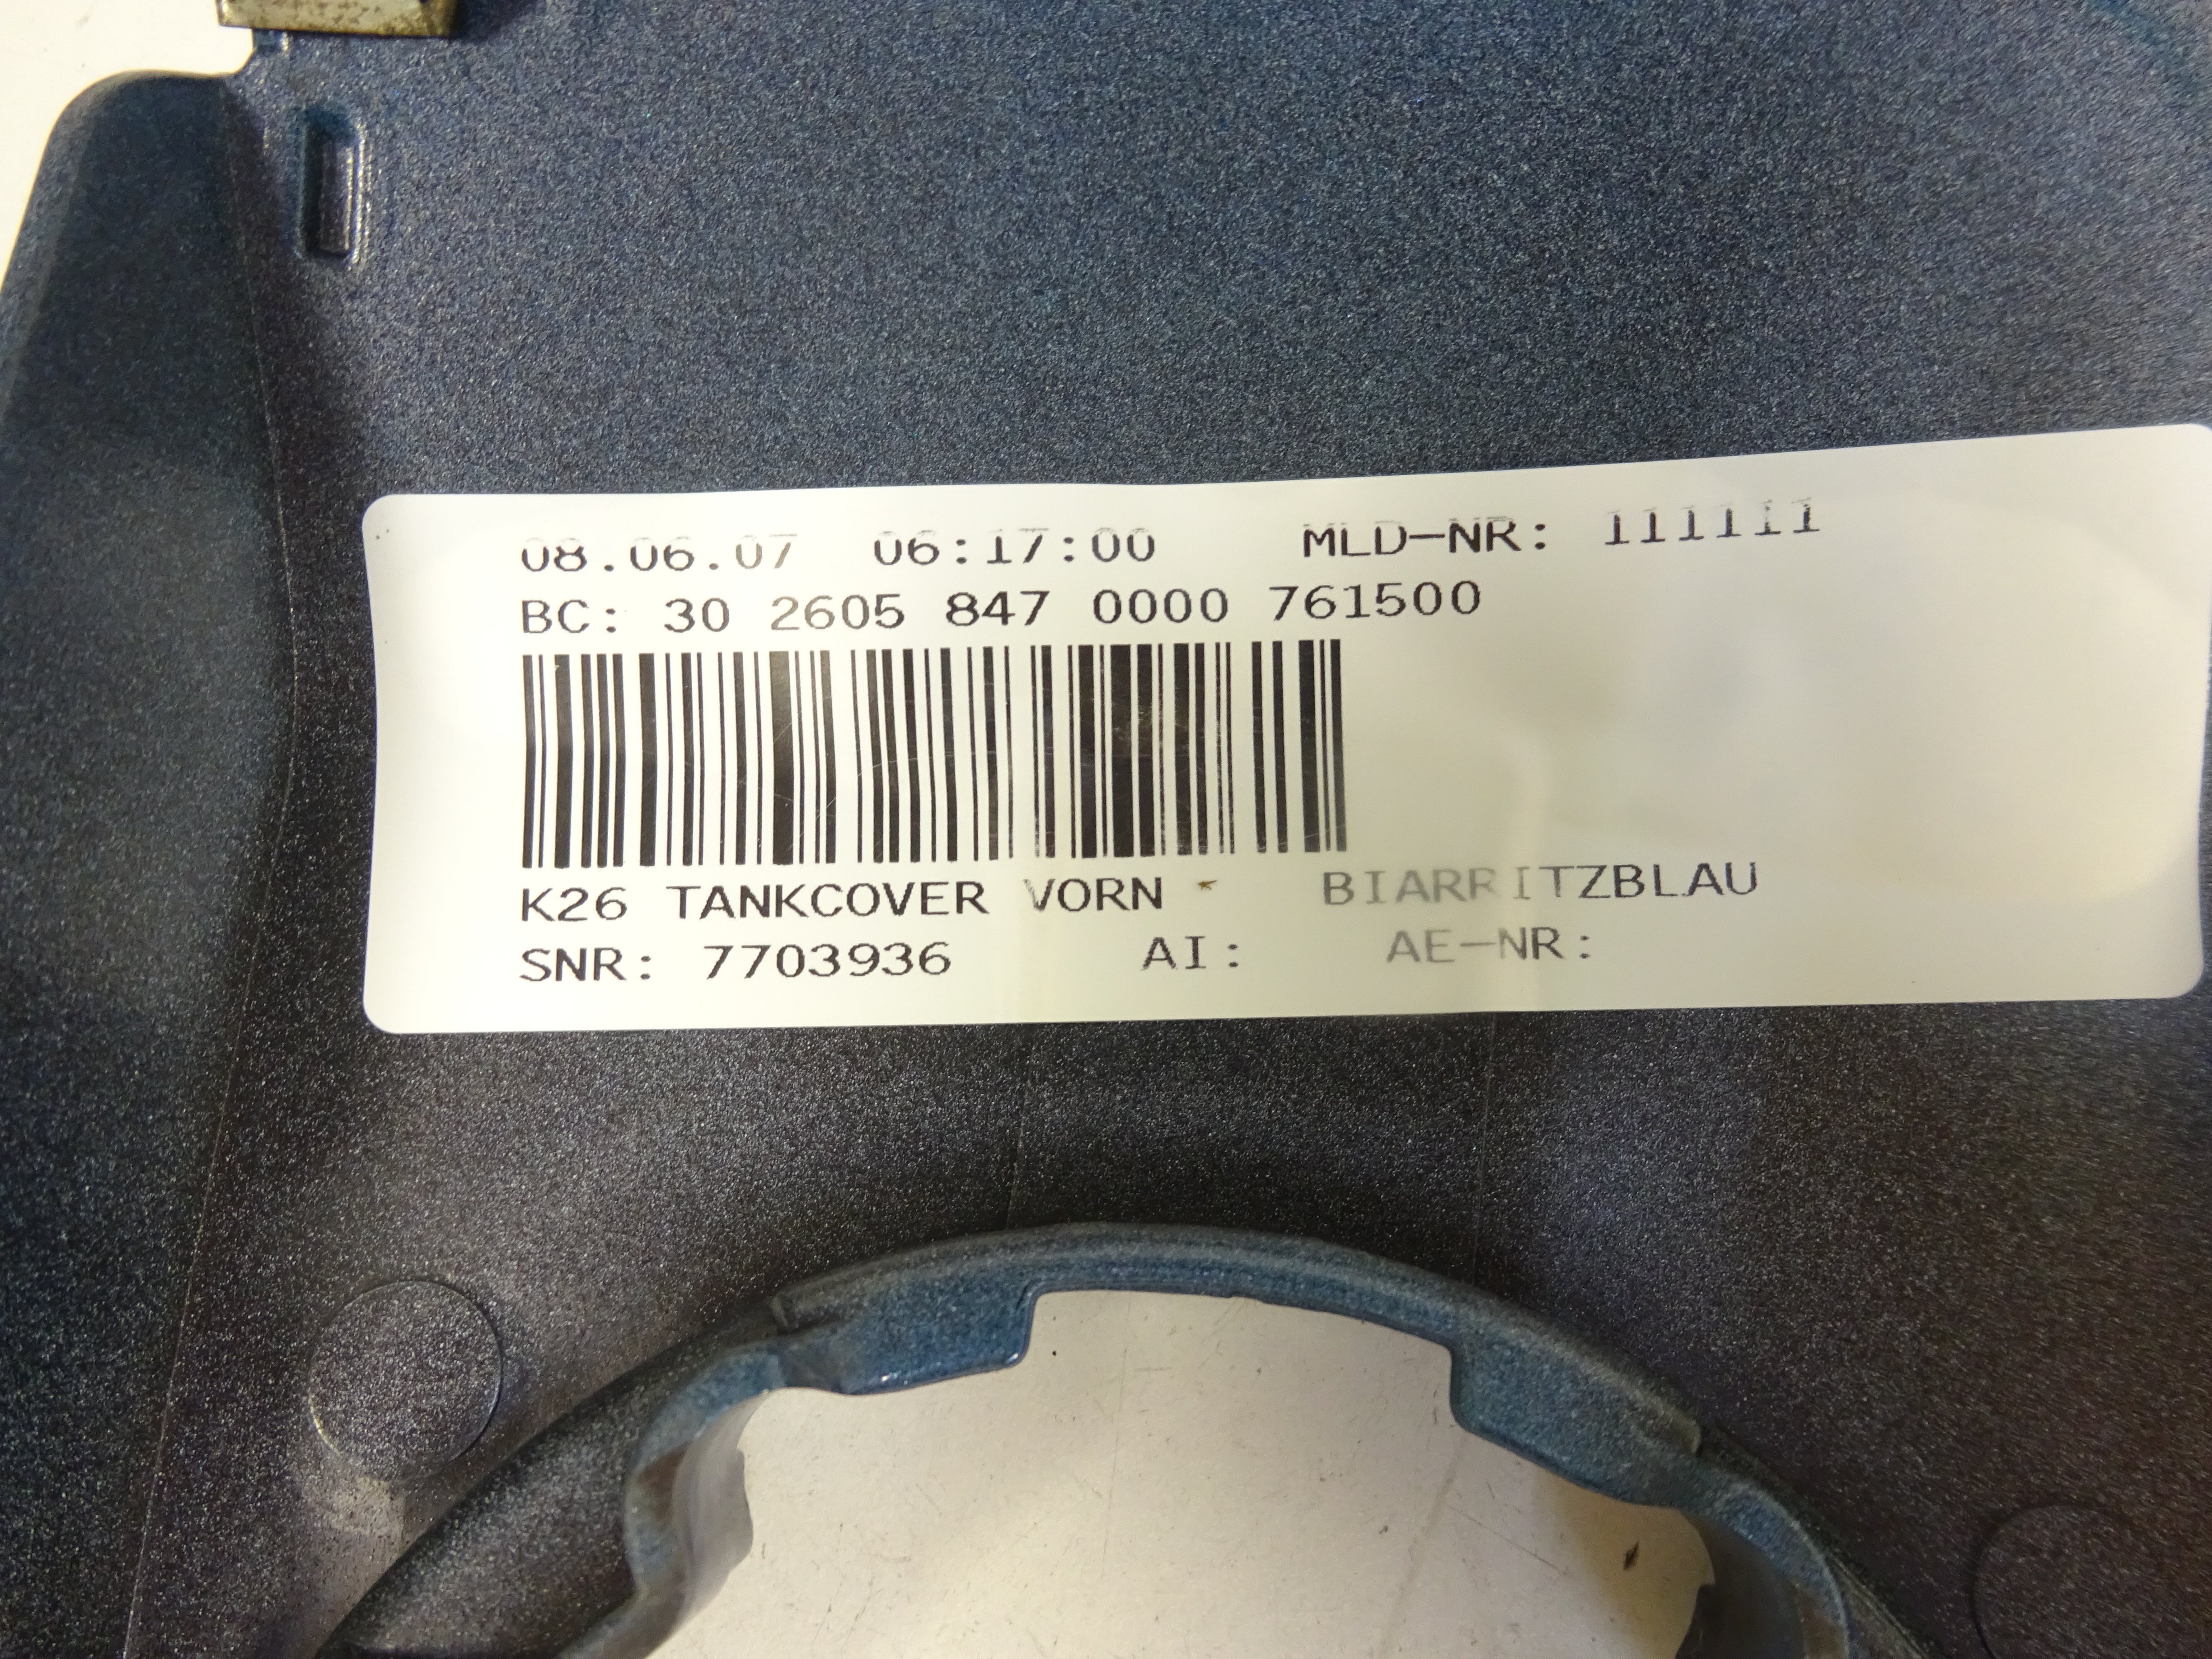 08.06.07 06:17:00 MLD-NR: 111111
BC: 30 2605 847 0000 761500
K26 TANKCOVER VORN BIARRITZBLAU
SNR: 7703936 AI: AE-NR: